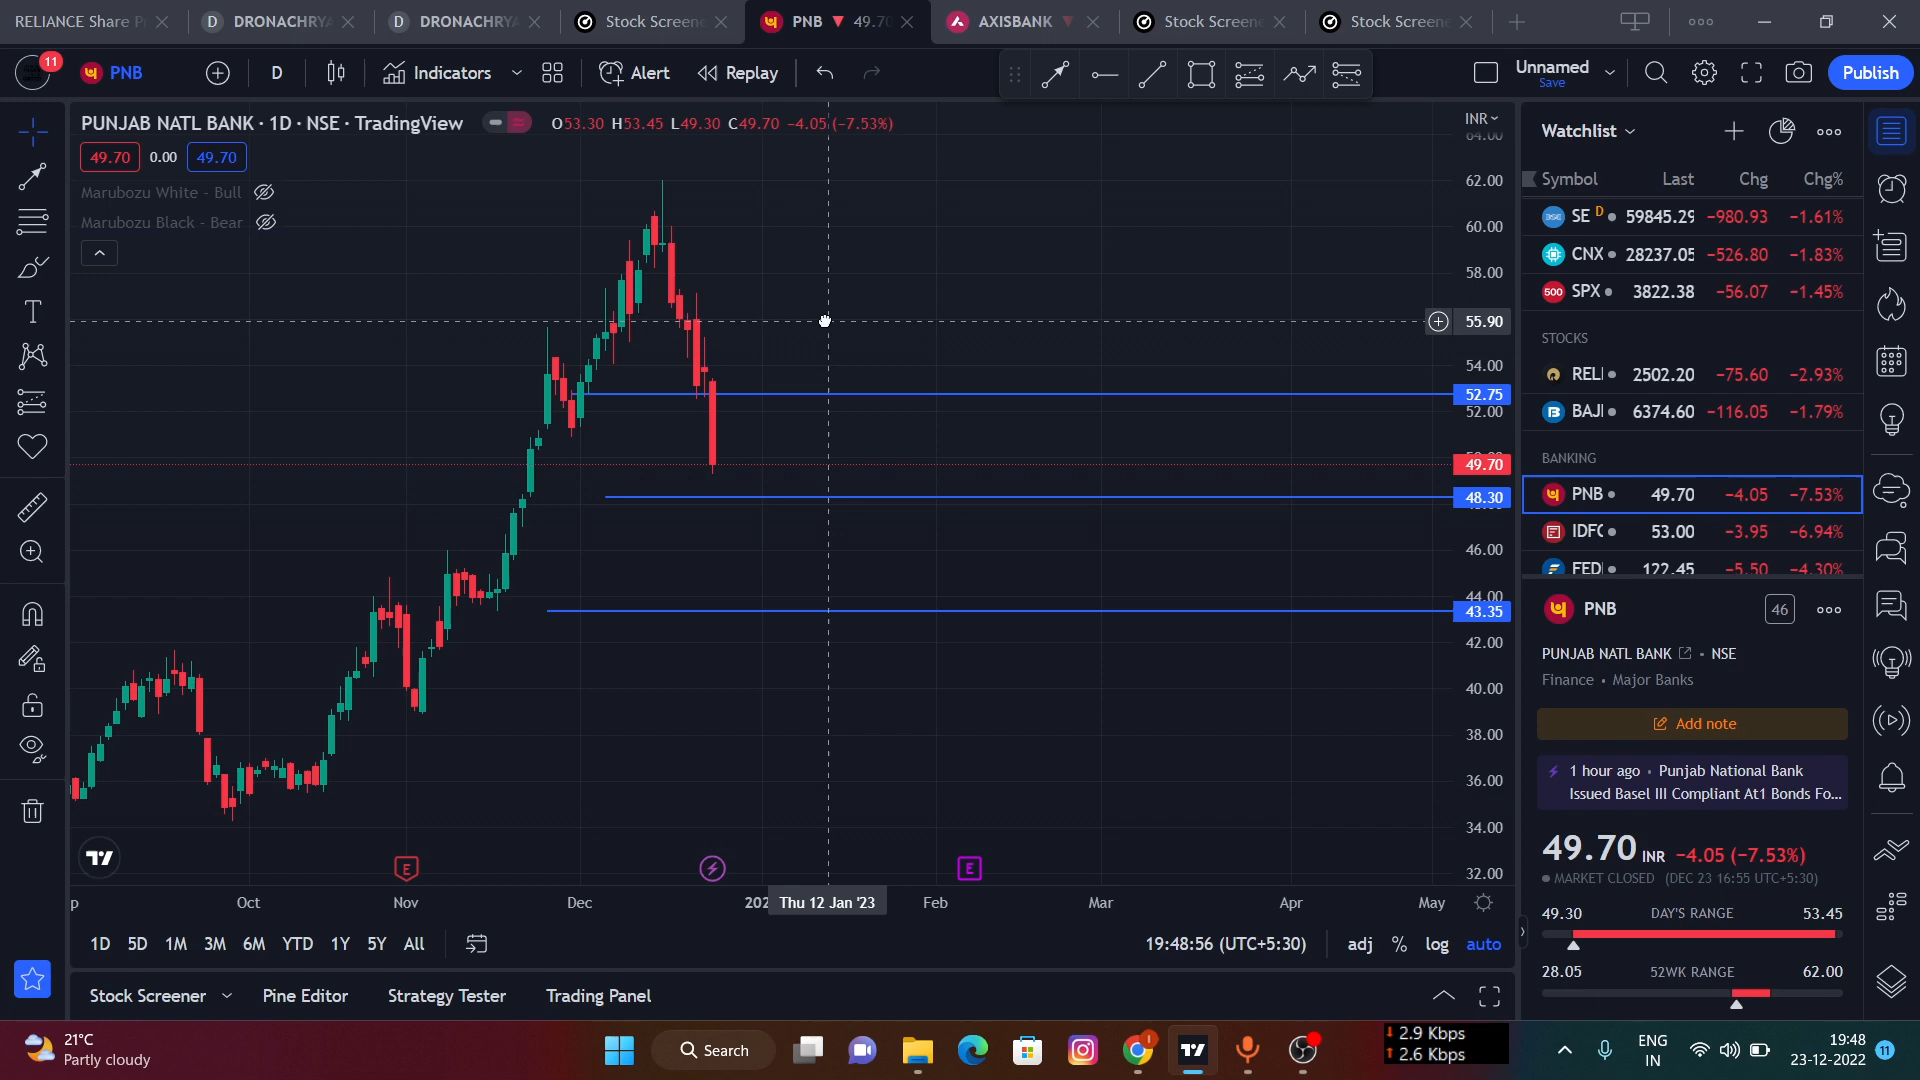 RELIANCE Share P
DRONACHRYA
DRONACHRYA
Stock Screene
PNB ▼ 49.70
AXISBANK ▼
Stock Screene
Stock Screene
11
PNB
D
Indicators
Alert
Replay
Unnamed
Save
Publish
PUNJAB NATL BANK · 1D · NSE · TradingView
O53.30 H53.45 L49.30 C49.70 −4.05 (−7.53%)
49.70 0.00 49.70
Marubozu White - Bull
Marubozu Black - Bear
INR
64.00
62.00
60.00
58.00
55.90
54.00
52.75
52.00
49.70
48.30
46.00
44.00
43.35
42.00
40.00
38.00
36.00
34.00
32.00
E
E
Oct Nov Dec 202 Thu 12 Jan '23 Feb Mar Apr May
1D 5D 1M 3M 6M YTD 1Y 5Y All
19:48:56 (UTC+5:30) adj % log auto
Stock Screener Pine Editor Strategy Tester Trading Panel
Watchlist
Symbol Last Chg Chg%
SE D 59845.29 −980.93 −1.61%
CNX 28237.05 −526.80 −1.83%
500 SPX 3822.38 −56.07 −1.45%
STOCKS
RELI 2502.20 −75.60 −2.93%
BAJI 6374.60 −116.05 −1.79%
BANKING
PNB 49.70 −4.05 −7.53%
IDFC 53.00 −3.95 −6.94%
FEDI 122.45 −5.50 −4.30%
PNB 46
PUNJAB NATL BANK · NSE
Finance · Major Banks
Add note
1 hour ago · Punjab National Bank
Issued Basel III Compliant At1 Bonds Fo...
49.70 INR −4.05 (−7.53%)
MARKET CLOSED (DEC 23 16:55 UTC+5:30)
49.30 DAY'S RANGE 53.45
28.05 52WK RANGE 62.00
21°C
Partly cloudy
Search
2.9 Kbps
2.6 Kbps
ENG
IN
19:48
23-12-2022
11